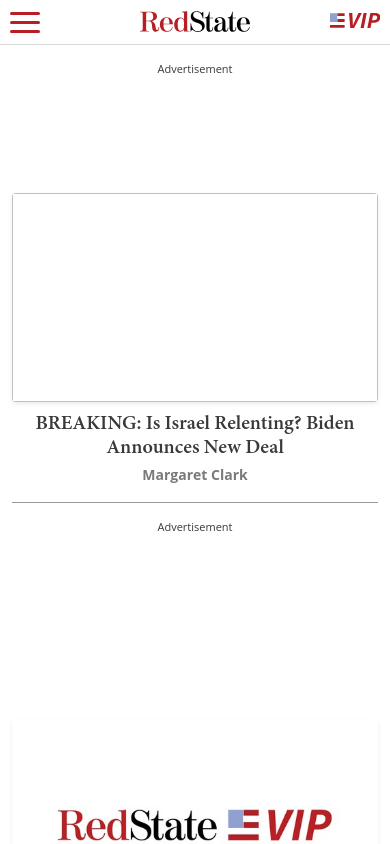 RedState VIP
Advertisement
BREAKING: Is Israel Relenting? Biden
Announces New Deal
Margaret Clark
Advertisement
RedState VIP